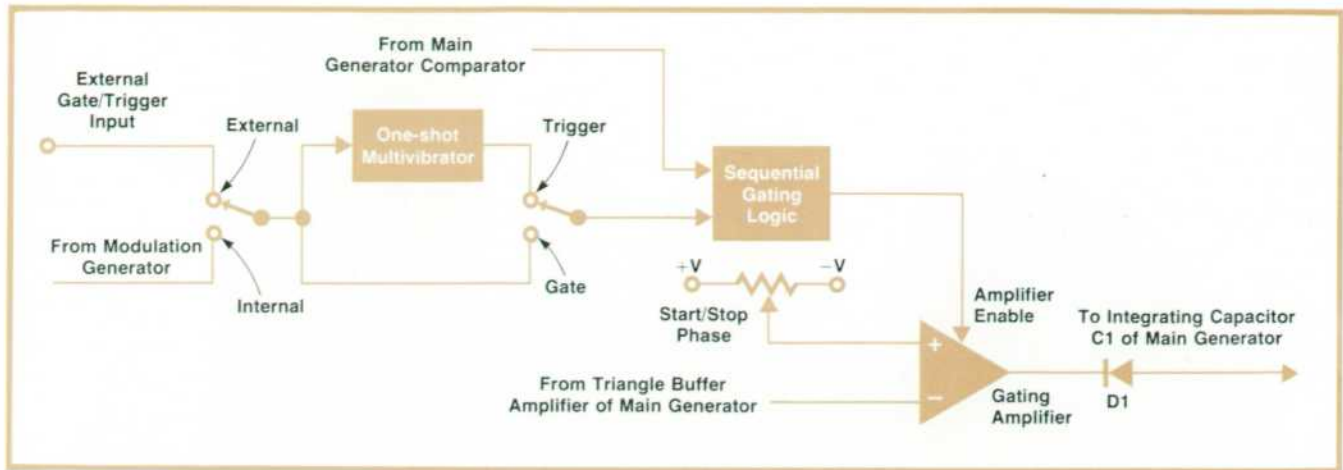 From Main
Generator Comparator
External
Gate/Trigger
Input
External
One-shot
Multivibrator
Trigger
Sequential
Gating
Logic
From Modulation
Generator
Internal
Gate
+V
−V
Start/Stop
Phase
Amplifier
Enable
To Integrating Capacitor
C1 of Main Generator
+
−
From Triangle Buffer
Amplifier of Main Generator
Gating
Amplifier
D1